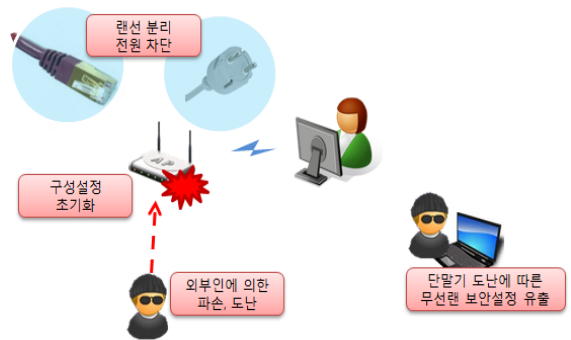 랜선 분리
전원 차단
AP
구성설정
초기화
외부인에 의한
파손, 도난
단말기 도난에 따른
무선랜 보안설정 유출